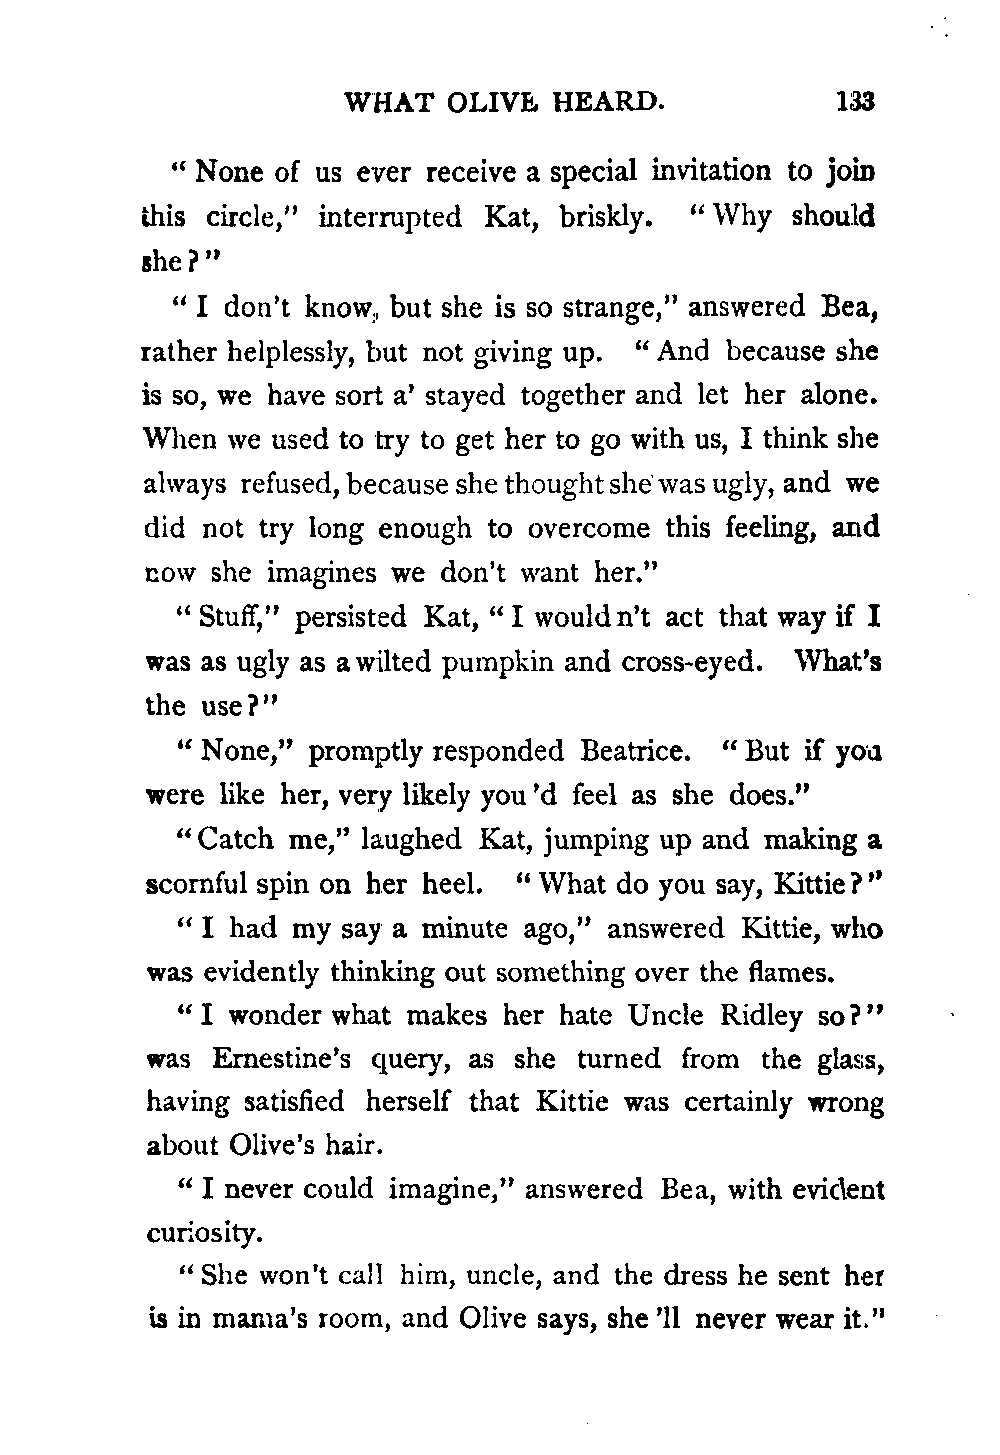 WHAT OLIVE HEARD. 133
" None of us ever receive a special invitation to join
this circle," interrupted Kat, briskly. " Why should
she ? "
" I don't know, but she is so strange," answered Bea,
rather helplessly, but not giving up. " And because she
is so, we have sort a' stayed together and let her alone.
When we used to try to get her to go with us, I think she
always refused, because she thought she was ugly, and we
did not try long enough to overcome this feeling, and
now she imagines we don't want her."
" Stuff," persisted Kat, " I wouldn't act that way if I
was as ugly as a wilted pumpkin and cross-eyed. What's
the use ? "
" None," promptly responded Beatrice. " But if you
were like her, very likely you 'd feel as she does."
" Catch me," laughed Kat, jumping up and making a
scornful spin on her heel. " What do you say, Kittie ? "
" I had my say a minute ago," answered Kittie, who
was evidently thinking out something over the flames.
" I wonder what makes her hate Uncle Ridley so ? "
was Ernestine's query, as she turned from the glass,
having satisfied herself that Kittie was certainly wrong
about Olive's hair.
" I never could imagine," answered Bea, with evident
curiosity.
" She won't call him, uncle, and the dress he sent her
is in mama's room, and Olive says, she 'll never wear it."